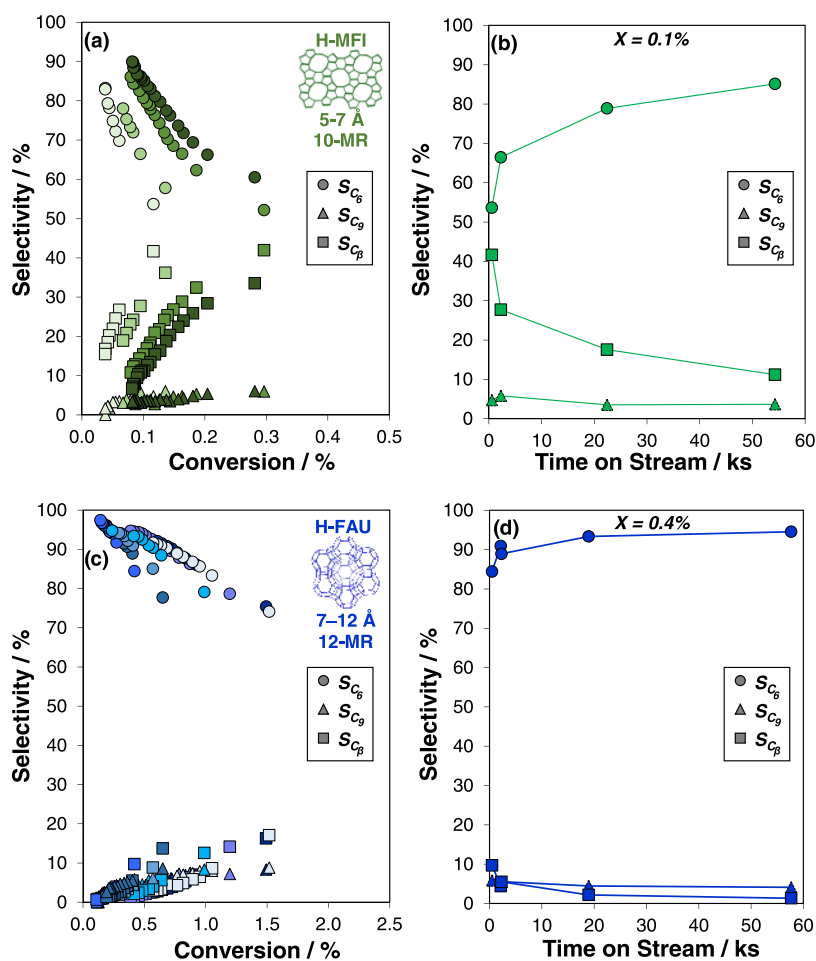 (a)
H-MFI
5-7 Å
10-MR
S_C6
S_C9
S_Cβ
Selectivity / %
100
90
80
70
60
50
40
30
20
10
0
0.0 0.1 0.2 0.3 0.4 0.5
Conversion / %
(b)
X = 0.1%
S_C6
S_C9
S_Cβ
Selectivity / %
100
90
80
70
60
50
40
30
20
10
0
0 10 20 30 40 50 60
Time on Stream / ks
(c)
H-FAU
7–12 Å
12-MR
S_C6
S_C9
S_Cβ
Selectivity / %
100
90
80
70
60
50
40
30
20
10
0
0.0 0.5 1.0 1.5 2.0 2.5
Conversion / %
(d)
X = 0.4%
S_C6
S_C9
S_Cβ
Selectivity / %
100
90
80
70
60
50
40
30
20
10
0
0 10 20 30 40 50 60
Time on Stream / ks